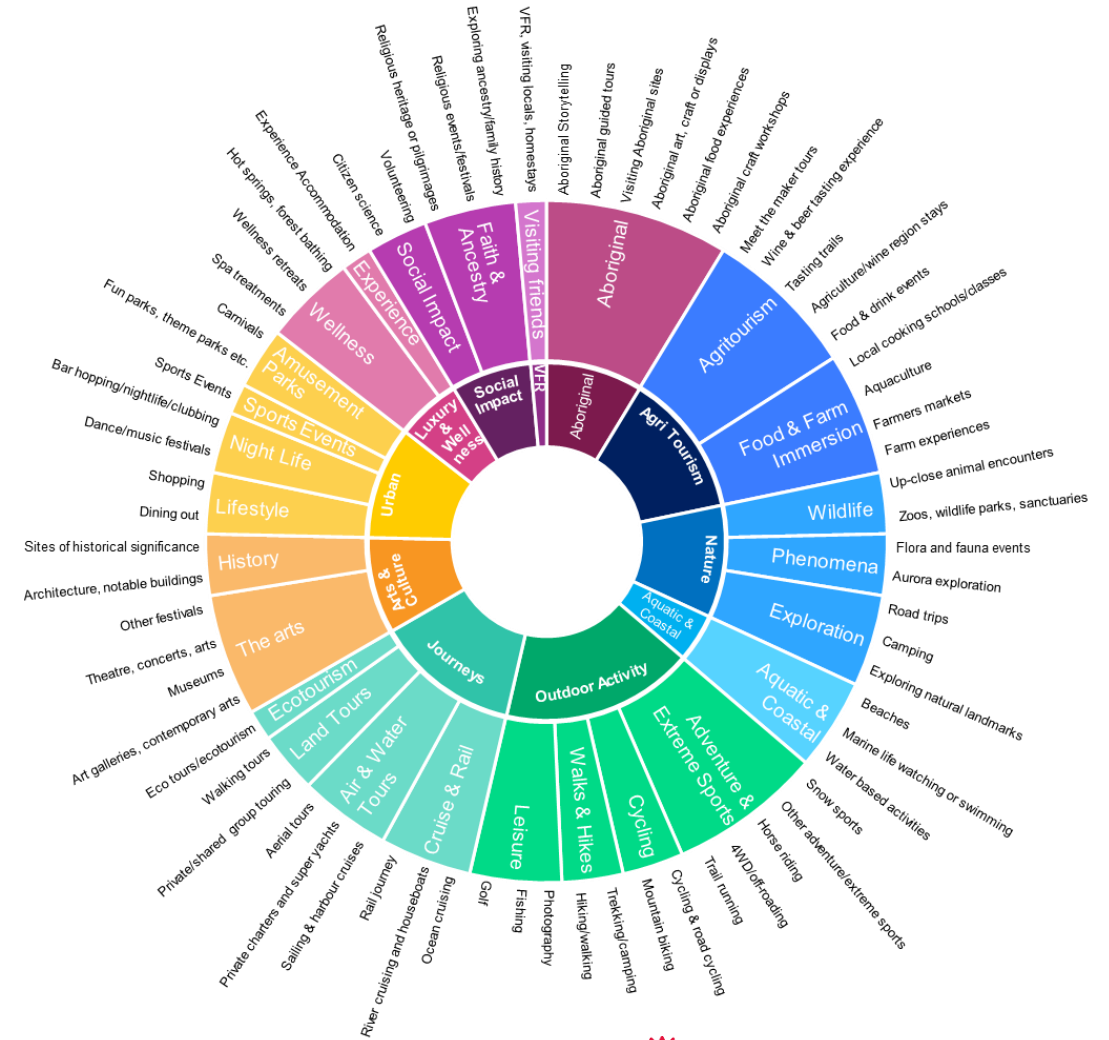 Aboriginal
Agri Tourism
Nature
Aquatic &
Coastal
Outdoor Activity
Journeys
Arts &
Culture
Urban
Luxury
&
Well
ness
Social
Impact
VFR
Aboriginal
Agritourism
Food & Farm
Immersion
Wildlife
Phenomena
Exploration
Aquatic &
Coastal
Adventure &
Extreme Sports
Cycling
Walks & Hikes
Leisure
Cruise & Rail
Air & Water
Tours
Land Tours
Ecotourism
The arts
History
Lifestyle
Night Life
Sports Events
Amusement
Parks
Wellness
Experience
Social Impact
Faith &
Ancestry
Visiting friends
Aboriginal Storytelling
Aboriginal guided tours
Visiting Aboriginal sites
Aboriginal art, craft or displays
Aboriginal food experiences
Aboriginal craft workshops
Meet the maker tours
Wine & beer tasting experience
Tasting trails
Agriculture/wine region stays
Food & drink events
Local cooking schools/classes
Aquaculture
Farmers markets
Farm experiences
Up-close animal encounters
Zoos, wildlife parks, sanctuaries
Flora and fauna events
Aurora exploration
Road trips
Camping
Exploring natural landmarks
Beaches
Marine life watching or swimming
Water based activities
Snow sports
Other adventure/extreme sports
Horse riding
4WD/off-roading
Trail running
Cycling & road cycling
Mountain biking
Trekking/camping
Hiking/walking
Photography
Fishing
Golf
Ocean cruising
River cruising and houseboats
Rail journey
Sailing & harbour cruises
Private charters and super yachts
Aerial tours
Private/shared group touring
Walking tours
Eco tours/ecotourism
Art galleries, contemporary arts
Museums
Theatre, concerts, arts
Other festivals
Architecture, notable buildings
Sites of historical significance
Dining out
Shopping
Dance/music festivals
Bar hopping/nightlife/clubbing
Sports Events
Fun parks, theme parks etc.
Carnivals
Spa treatments
Wellness retreats
Hot springs, forest bathing
Experience Accommodation
Citizen science
Volunteering
Religious heritage or pilgrimages
Religious events/festivals
Exploring ancestry/family history
VFR, visiting locals, homestays